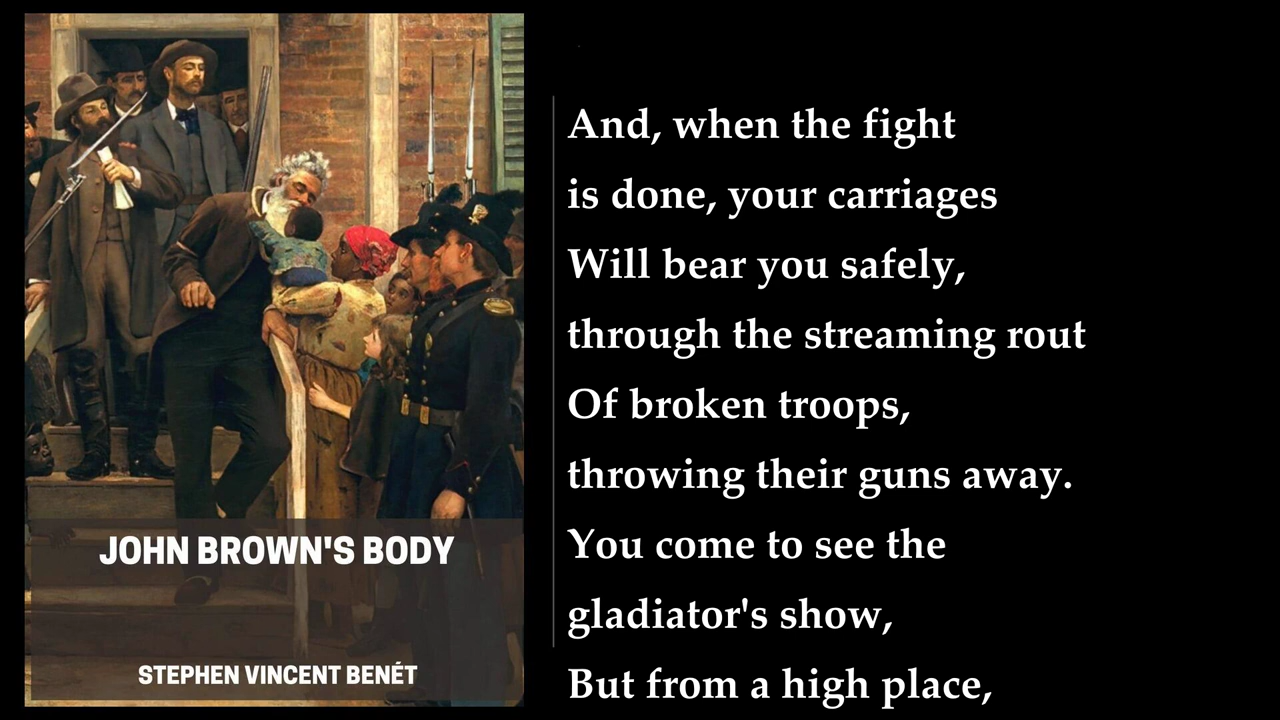 JOHN BROWN'S BODY
STEPHEN VINCENT BENÉT
And, when the fight
is done, your carriages
Will bear you safely,
through the streaming rout
Of broken troops,
throwing their guns away.
You come to see the
gladiator's show,
But from a high place,